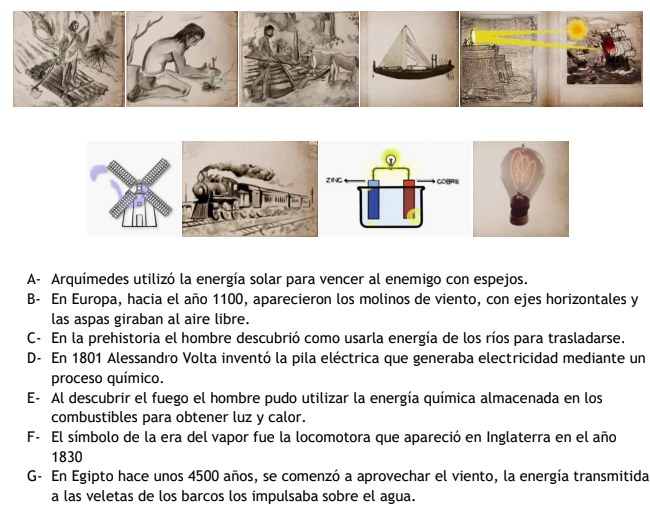 ZINC
COBRE
A- Arquímedes utilizó la energía solar para vencer al enemigo con espejos.
B- En Europa, hacia el año 1100, aparecieron los molinos de viento, con ejes horizontales y
las aspas giraban al aire libre.
C- En la prehistoria el hombre descubrió como usarla energía de los ríos para trasladarse.
D- En 1801 Alessandro Volta inventó la pila eléctrica que generaba electricidad mediante un
proceso químico.
E- Al descubrir el fuego el hombre pudo utilizar la energía química almacenada en los
combustibles para obtener luz y calor.
F- El símbolo de la era del vapor fue la locomotora que apareció en Inglaterra en el año
1830
G- En Egipto hace unos 4500 años, se comenzó a aprovechar el viento, la energía transmitida
a las veletas de los barcos los impulsaba sobre el agua.